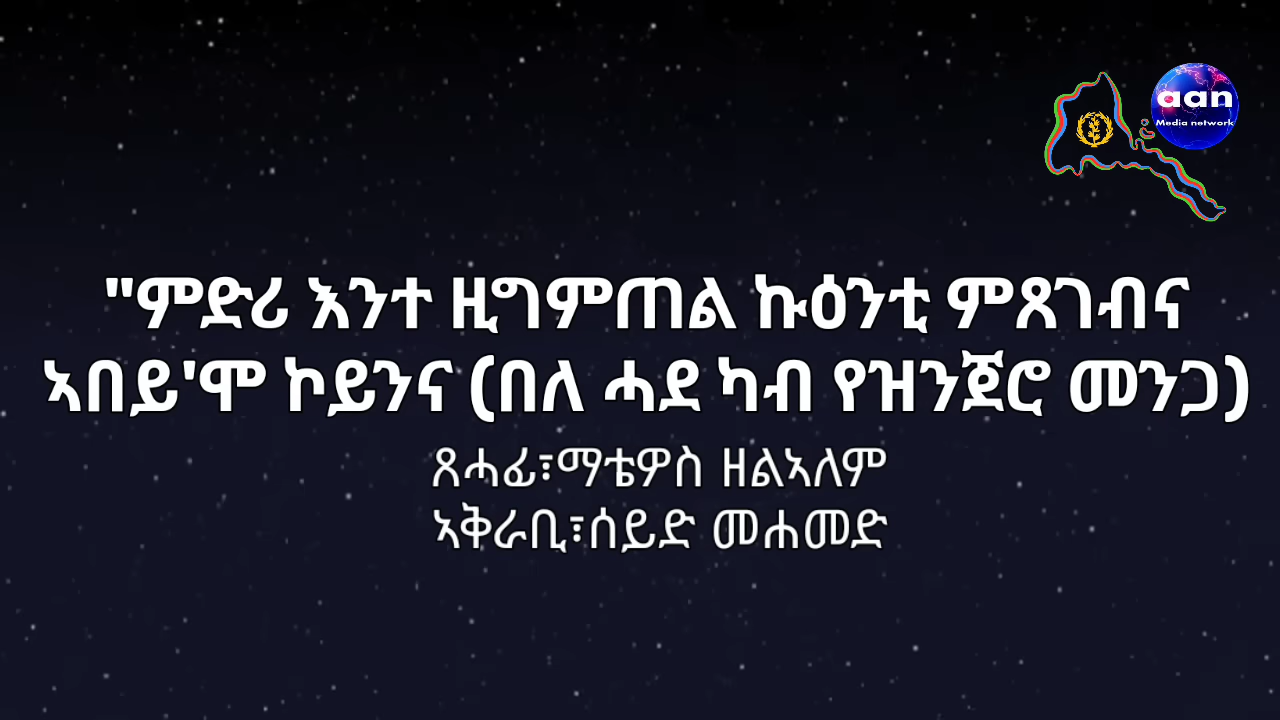 aan
Media network
"ምድሪ እንተ ዚግምጠል ኩዕንቲ ምጸገብና
ኣበይ'ሞ ኮይንና (በለ ሓደ ካብ የዝንጀሮ መንጋ)
ጸሓፊ፣ማቴዎስ ዘልኣለም
ኣቅራቢ፣ሰይድ መሐመድ